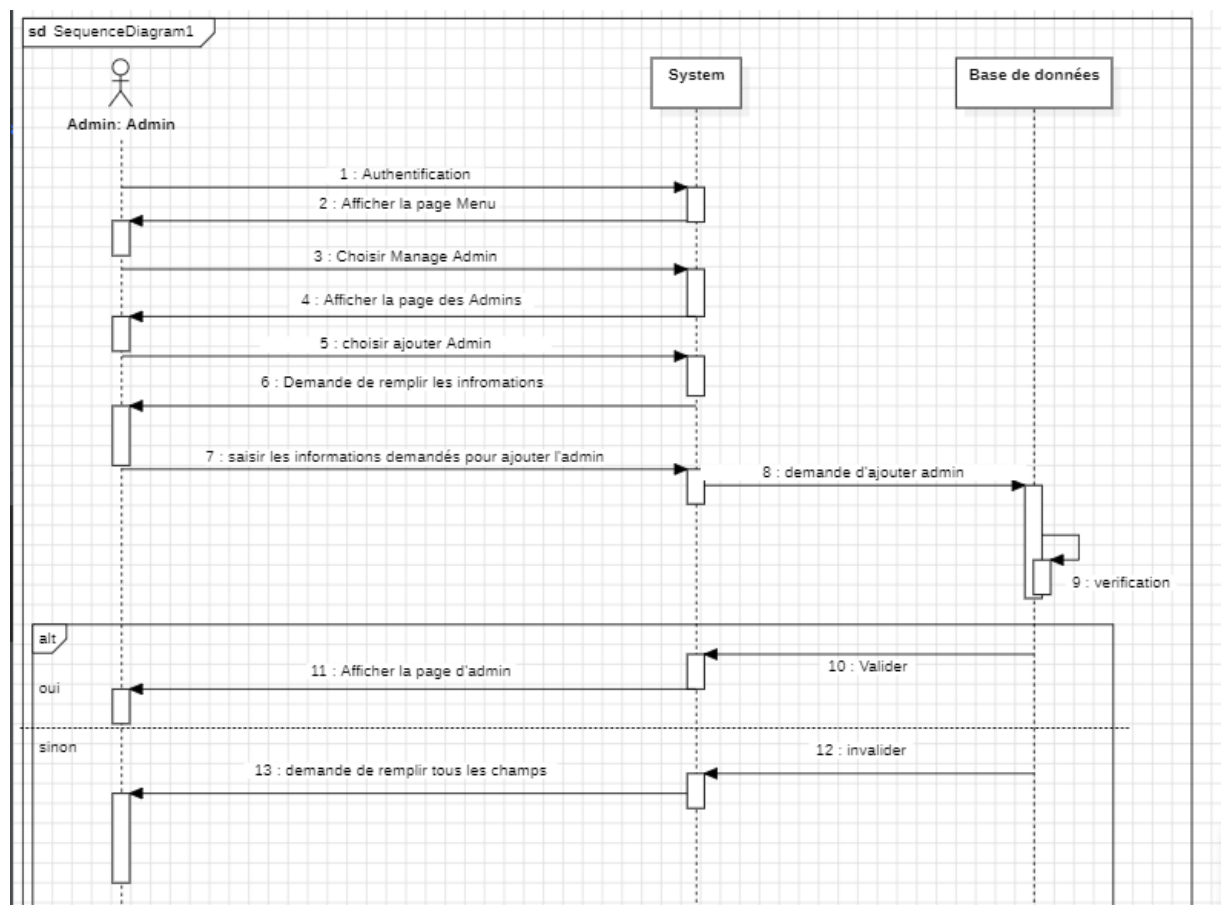 sd SequenceDiagram1
Admin: Admin
System
Base de données
1 : Authentification
2 : Afficher la page Menu
3 : Choisir Manage Admin
4 : Afficher la page des Admins
5 : choisir ajouter Admin
6 : Demande de remplir les infromations
7 : saisir les informations demandés pour ajouter l'admin
8 : demande d'ajouter admin
9 : verification
alt
10 : Valider
11 : Afficher la page d'admin
oui
sinon
12 : invalider
13 : demande de remplir tous les champs